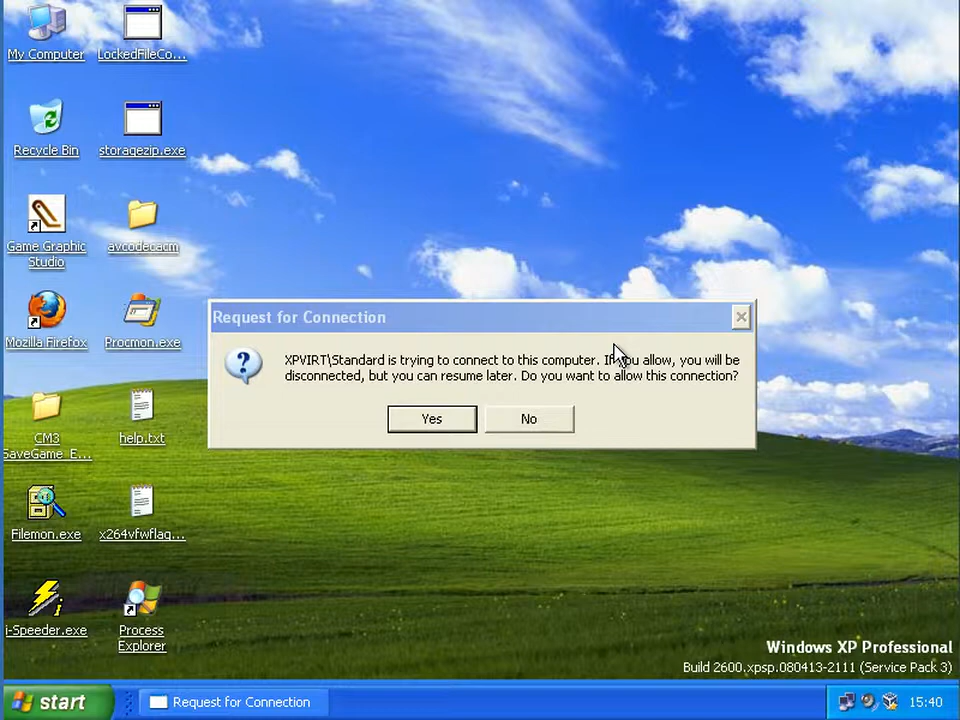 My Computer
LockedFileCo...
Recycle Bin
storagezip.exe
Game Graphic
Studio
avcodecacm
Mozilla Firefox
Procmon.exe
Request for Connection
XPVIRT\Standard is trying to connect to this computer. If you allow, you will be
disconnected, but you can resume later. Do you want to allow this connection?
Yes
No
CM3
SaveGame_E...
help.txt
Filemon.exe
x264vfwflag...
i-Speeder.exe
Process
Explorer
Windows XP Professional
Build 2600.xpsp.080413-2111 (Service Pack 3)
start
Request for Connection
15:40